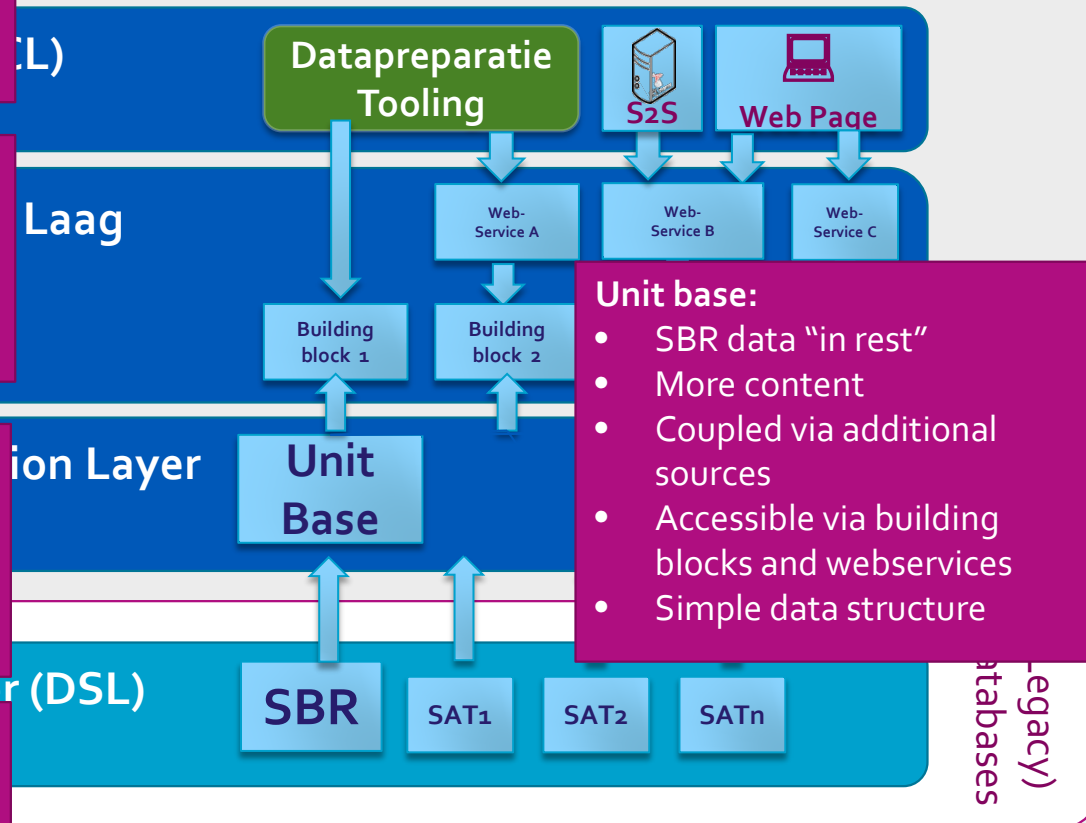 CL)
Datapreparatie
Tooling
S2S
Web Page
Laag
Web-
Service A
Web-
Service B
Web-
Service C
Building
block 1
Building
block 2
Unit base:
• SBR data “in rest”
• More content
• Coupled via additional
sources
• Accessible via building
blocks and webservices
• Simple data structure
ion Layer
Unit
Base
r (DSL)
SBR
SAT1
SAT2
SATn
Legacy)
atabases